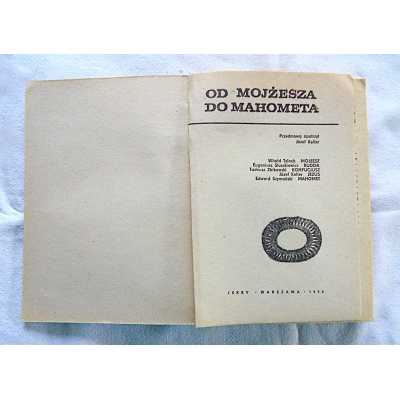 OD MOJŻESZA
DO MAHOMETA
Przedmową opatrzył
Józef Keller
Witold Tyloch MOJŻESZ
Eugeniusz Słuszkiewicz BUDDA
Tadeusz Żbikowski KONFUCJUSZ
Józef Keller JEZUS
Edward Szymański MAHOMET
ISKRY - WARSZAWA -